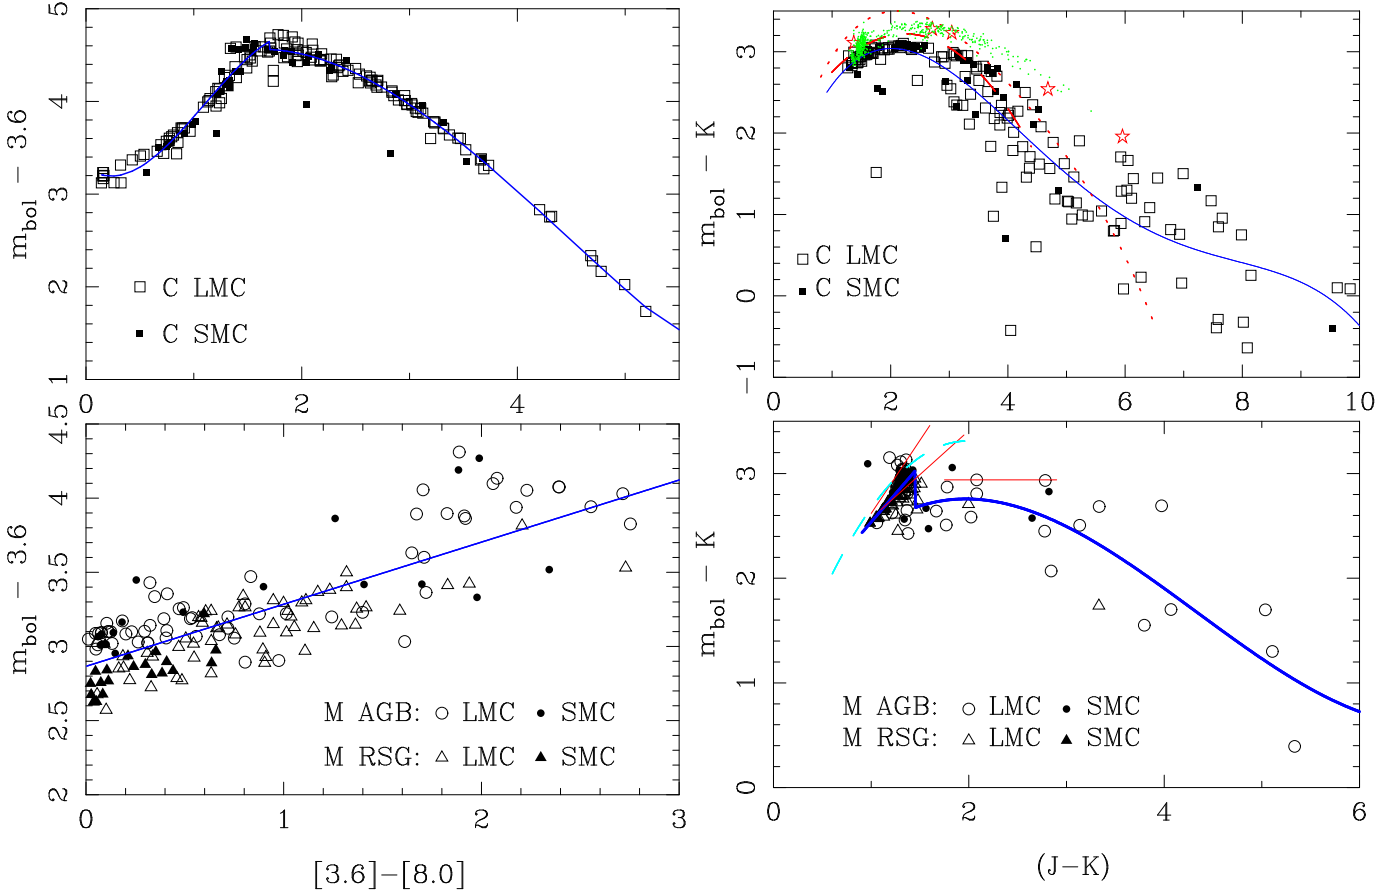 5
4
3
2
1
m_bol − 3.6
C LMC
C SMC
0 2 4
3
2
1
0
−1
m_bol − K
C LMC
C SMC
0 2 4 6 8 10
4.5
4
3.5
3
2.5
2
m_bol − 3.6
M AGB: LMC SMC
M RSG: LMC SMC
0 1 2 3
[3.6]−[8.0]
3
2
1
0
m_bol − K
M AGB: LMC SMC
M RSG: LMC SMC
0 1 2 4 6
(J−K)